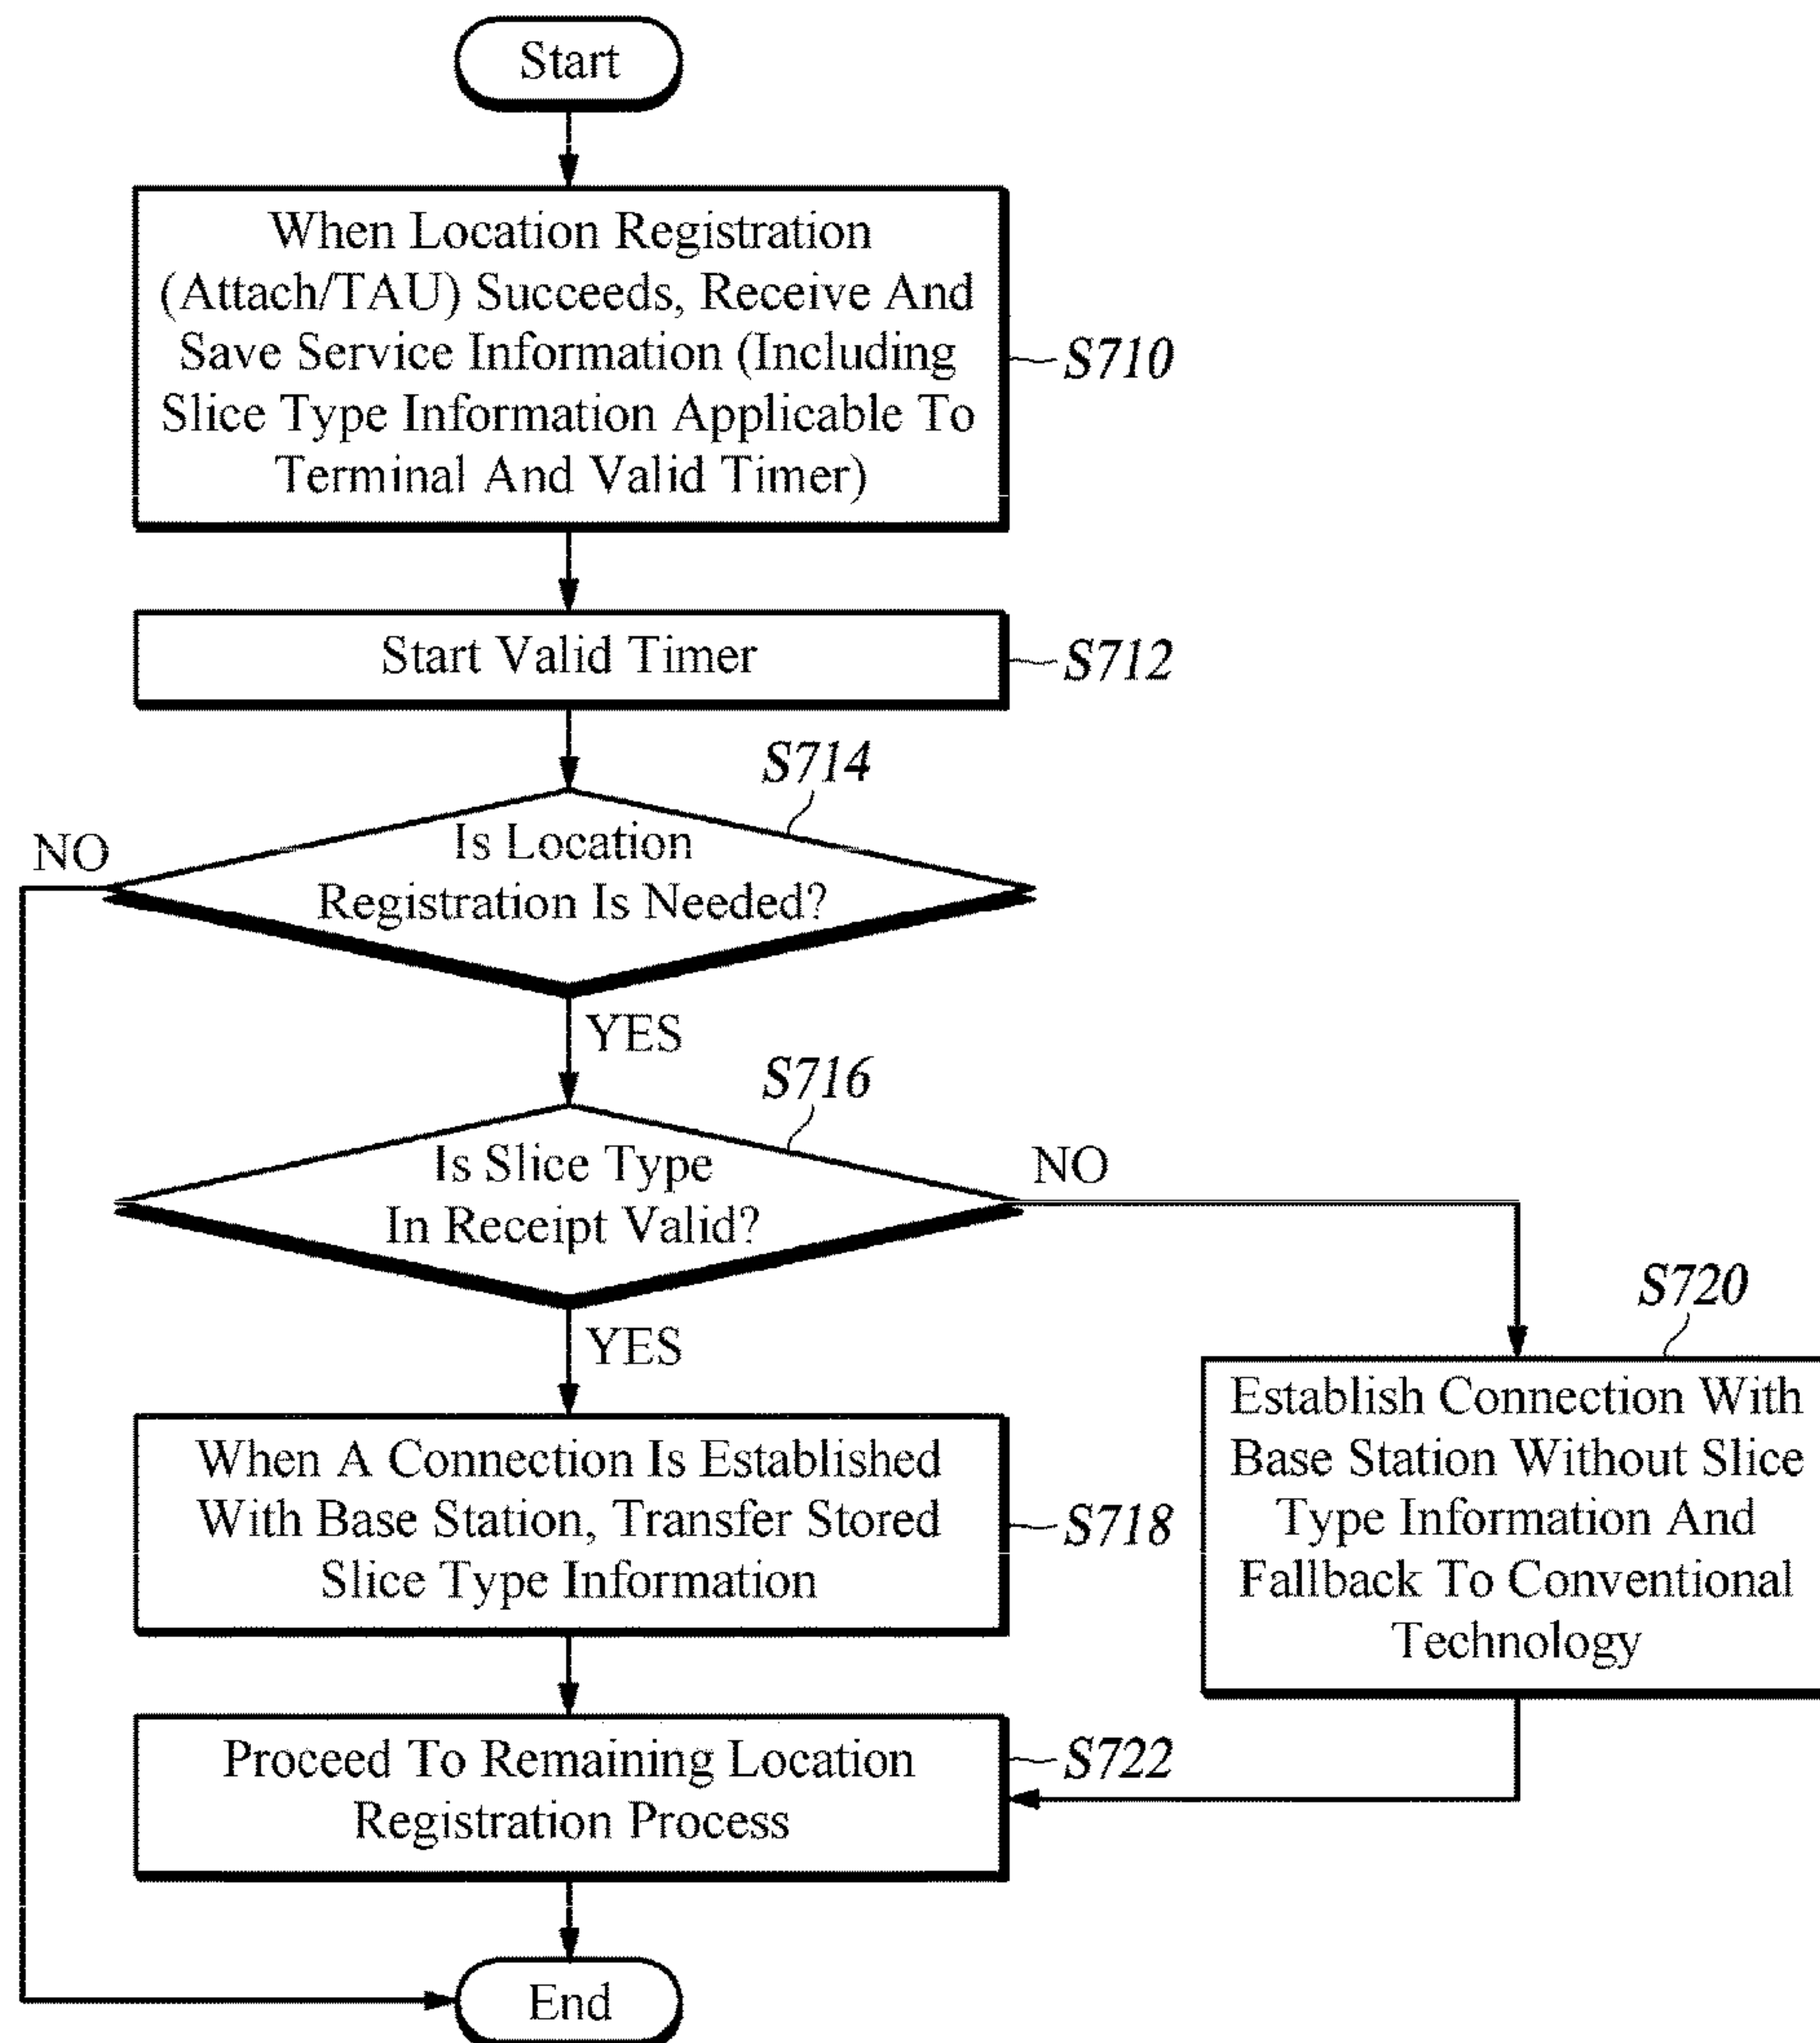 Start
When Location Registration
(Attach/TAU) Succeeds, Receive And
Save Service Information (Including
Slice Type Information Applicable To
Terminal And Valid Timer)
S710
Start Valid Timer
S712
S714
NO
Is Location
Registration Is Needed?
YES
S716
Is Slice Type
In Receipt Valid?
NO
YES
S720
Establish Connection With
Base Station Without Slice
Type Information And
Fallback To Conventional
Technology
When A Connection Is Established
With Base Station, Transfer Stored
Slice Type Information
S718
Proceed To Remaining Location
Registration Process
S722
End